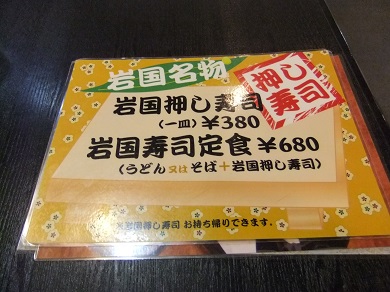 岩国名物
押し
寿司
岩国押し寿司
(一皿)¥380
岩国寿司定食¥680
(うどん又はそば+岩国押し寿司)
※岩国押し寿司 お持ち帰りできます。